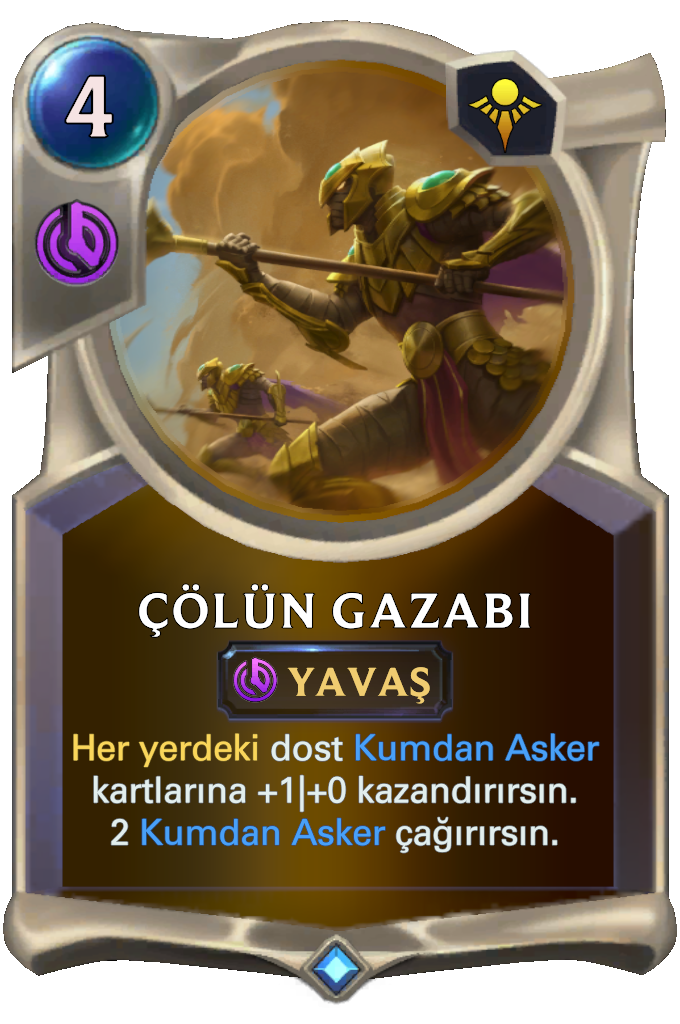 4
ÇÖLÜN GAZABI
YAVAŞ
Her yerdeki dost Kumdan Asker
kartlarına +1|+0 kazandırırsın.
2 Kumdan Asker çağırırsın.